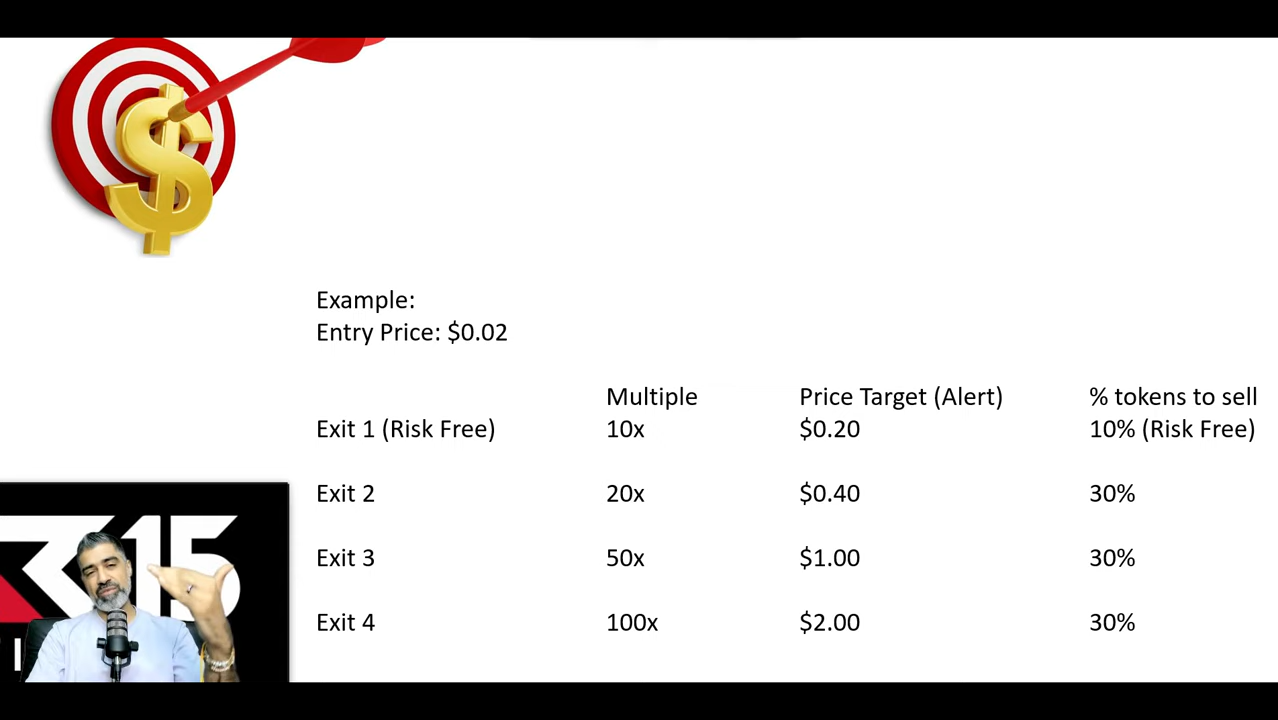 Example:
Entry Price: $0.02
Multiple Price Target (Alert) % tokens to sell
Exit 1 (Risk Free) 10x $0.20 10% (Risk Free)
Exit 2 20x $0.40 30%
Exit 3 50x $1.00 30%
Exit 4 100x $2.00 30%
15